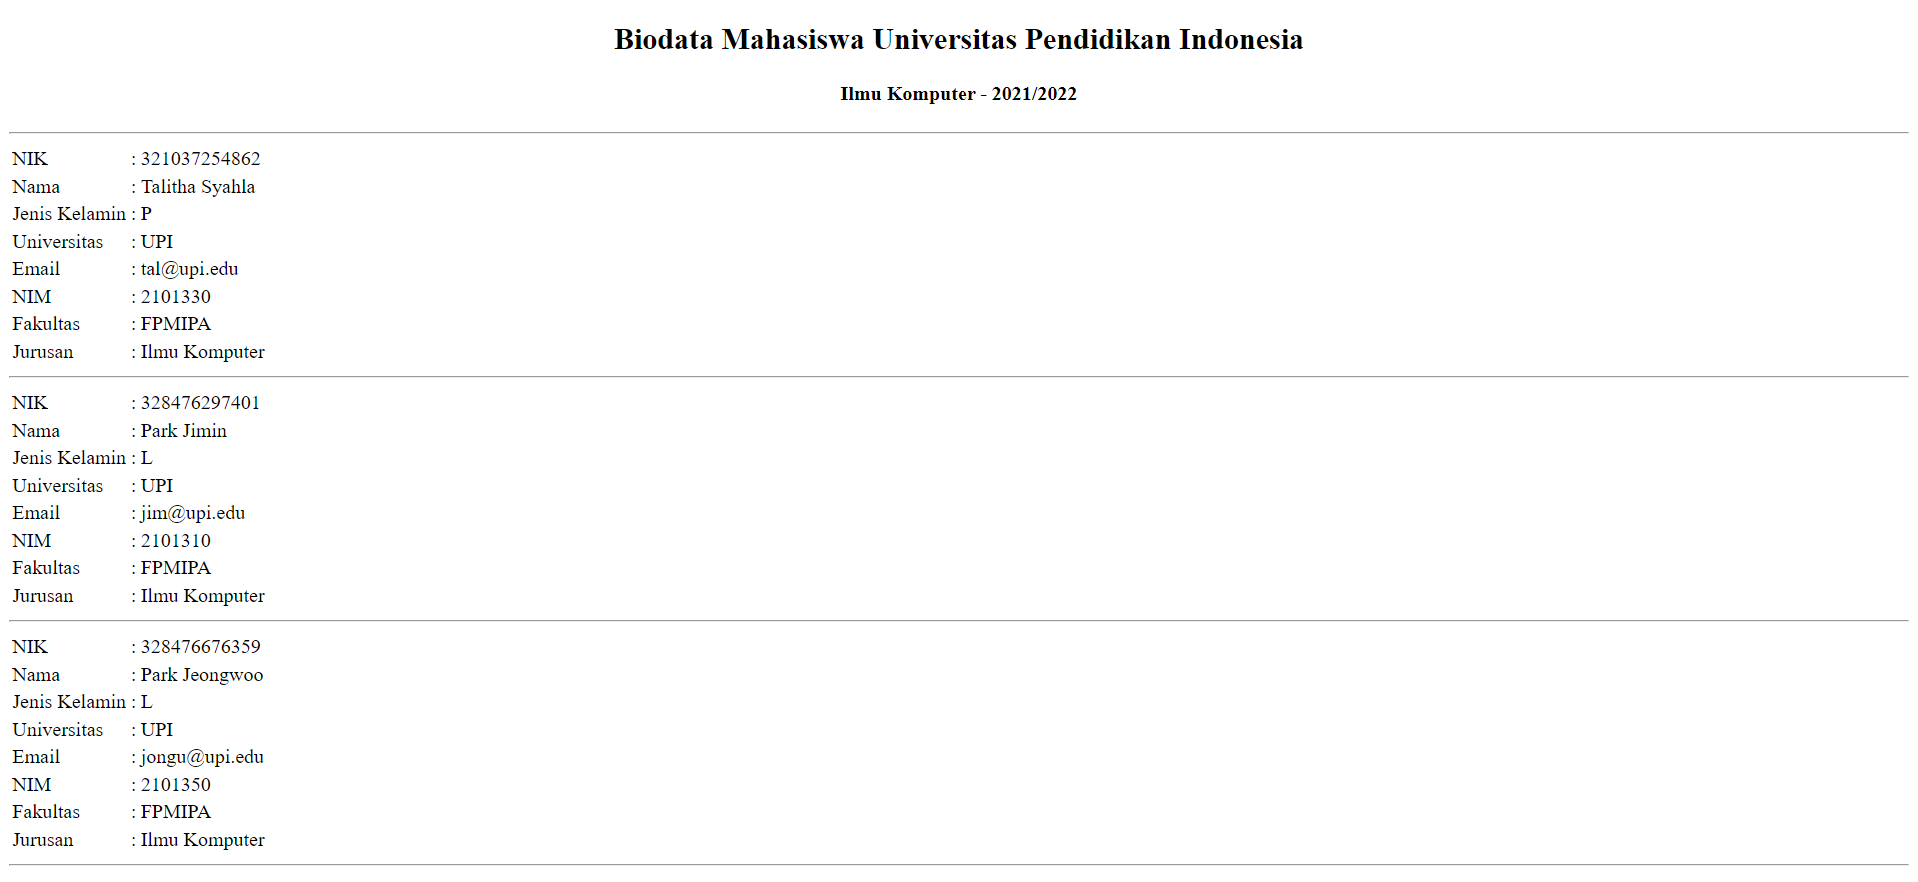 Biodata Mahasiswa Universitas Pendidikan Indonesia
Ilmu Komputer - 2021/2022
NIK : 321037254862
Nama : Talitha Syahla
Jenis Kelamin : P
Universitas : UPI
Email : tal@upi.edu
NIM : 2101330
Fakultas : FPMIPA
Jurusan : Ilmu Komputer
NIK : 328476297401
Nama : Park Jimin
Jenis Kelamin : L
Universitas : UPI
Email : jim@upi.edu
NIM : 2101310
Fakultas : FPMIPA
Jurusan : Ilmu Komputer
NIK : 328476676359
Nama : Park Jeongwoo
Jenis Kelamin : L
Universitas : UPI
Email : jongu@upi.edu
NIM : 2101350
Fakultas : FPMIPA
Jurusan : Ilmu Komputer